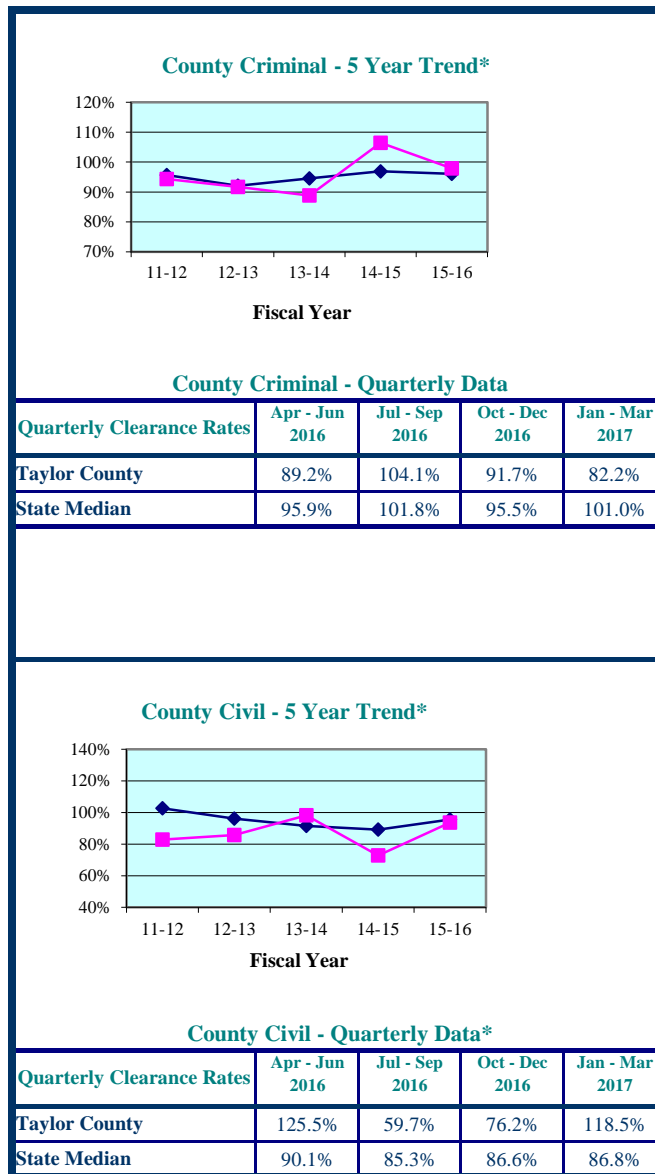 County Criminal - 5 Year Trend*
120%
110%
100%
90%
80%
70%
11-12 12-13 13-14 14-15 15-16
Fiscal Year
County Criminal - Quarterly Data
Quarterly Clearance Rates Apr - Jun 2016 Jul - Sep 2016 Oct - Dec 2016 Jan - Mar 2017
Taylor County 89.2% 104.1% 91.7% 82.2%
State Median 95.9% 101.8% 95.5% 101.0%
County Civil - 5 Year Trend*
140%
120%
100%
80%
60%
40%
11-12 12-13 13-14 14-15 15-16
Fiscal Year
County Civil - Quarterly Data*
Quarterly Clearance Rates Apr - Jun 2016 Jul - Sep 2016 Oct - Dec 2016 Jan - Mar 2017
Taylor County 125.5% 59.7% 76.2% 118.5%
State Median 90.1% 85.3% 86.6% 86.8%